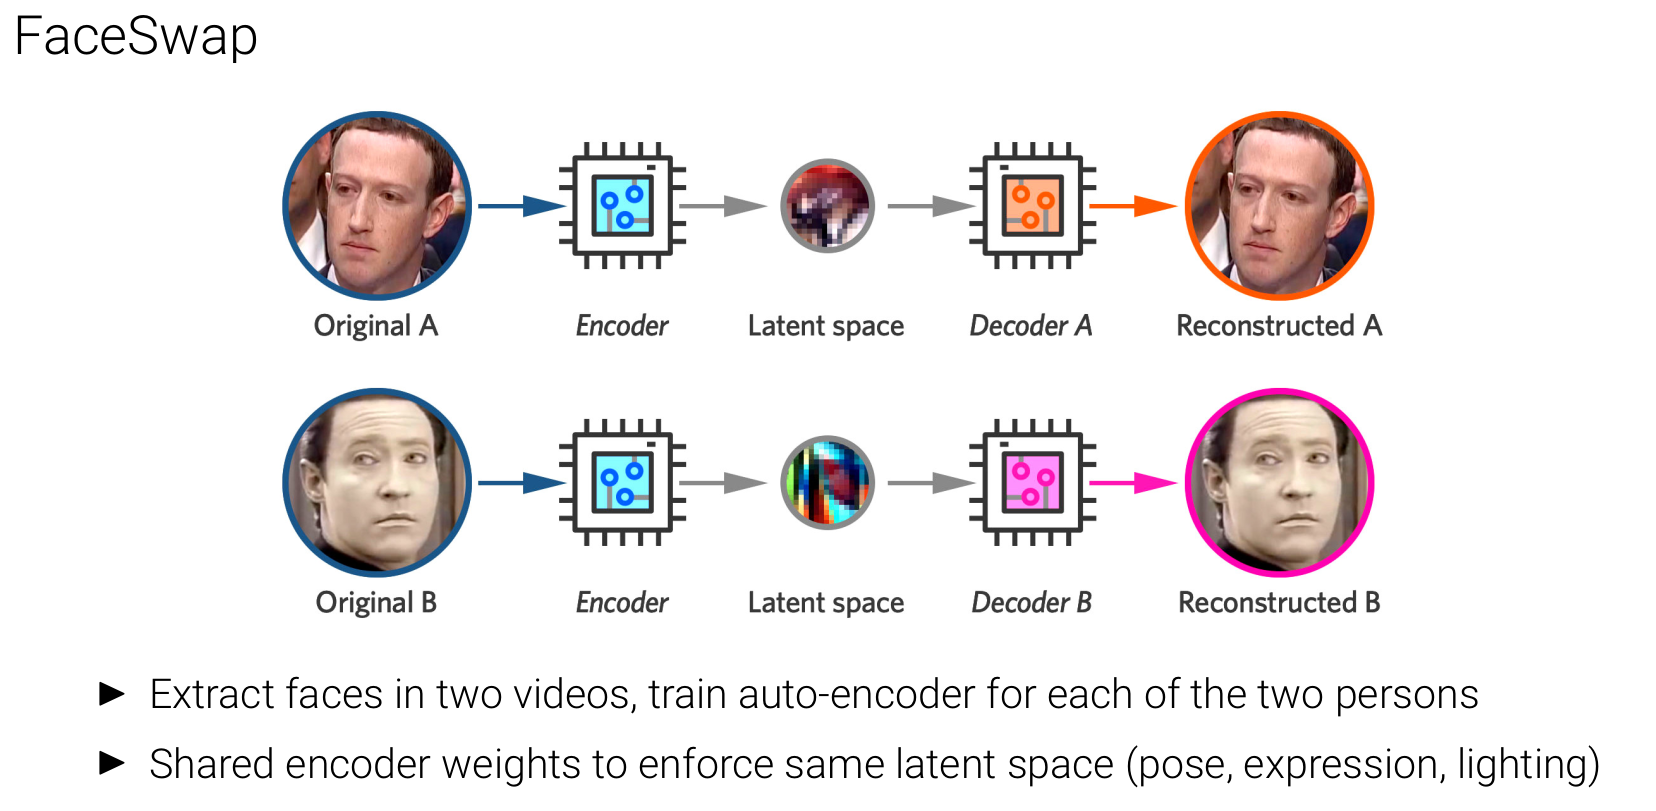 FaceSwap
Original A
Encoder
Latent space
Decoder A
Reconstructed A
Original B
Encoder
Latent space
Decoder B
Reconstructed B
► Extract faces in two videos, train auto-encoder for each of the two persons
► Shared encoder weights to enforce same latent space (pose, expression, lighting)